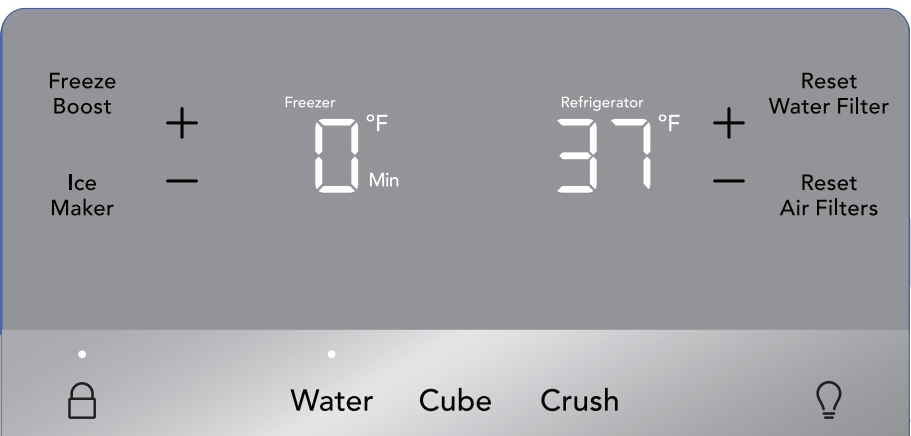 Freeze
Boost
Ice
Maker
+
−
Freezer
0°F
Min
Refrigerator
37°F
+
−
Reset
Water Filter
Reset
Air Filters
Water Cube Crush